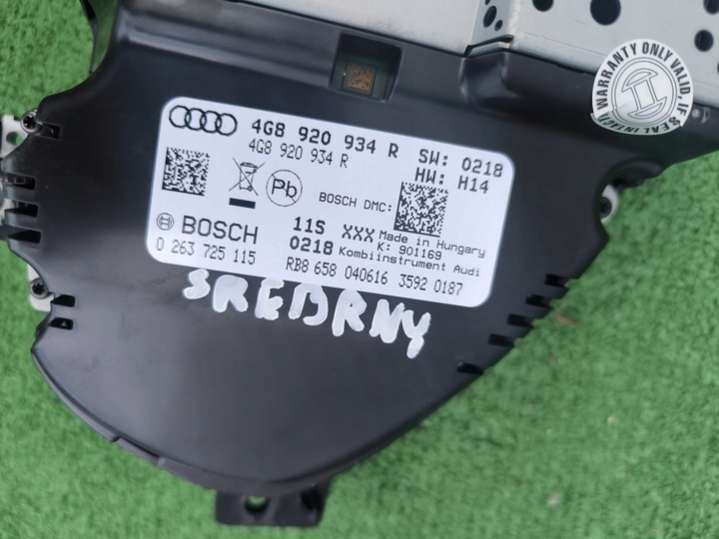 4G8 920 934 R SW: 0218
4G8 920 934 R HW: H14
Pb
BOSCH DMC:
BOSCH 11S XXX Made in Hungary
K: 901169
0 263 725 115 0218 Kombiinstrument Audi
RB8 658 040616 3592 0187
SREDRNY
WARRANTY ONLY VALID, IF SEAL INTACT